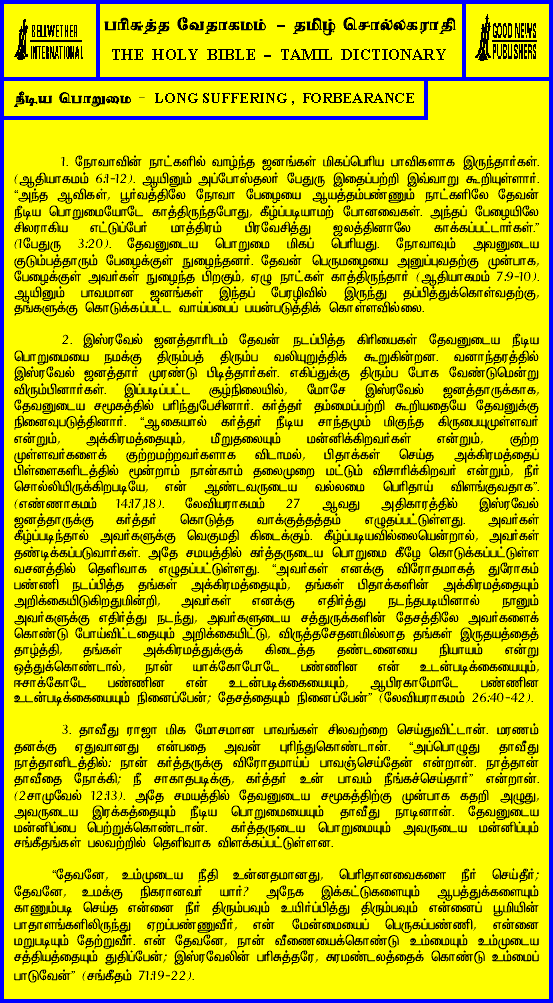 BELLWETHER
INTERNATIONAL
பரிசுத்த வேதாகமம் - தமிழ் சொல்லகராதி
THE HOLY BIBLE - TAMIL DICTIONARY
GOOD NEWS
PUBLISHERS
நீடிய பொறுமை - LONG SUFFERING , FORBEARANCE
1. நோவாவின் நாட்களில் வாழ்ந்த ஜனங்கள் மிகப்பெரிய பாவிகளாக இருந்தார்கள்.
(ஆதியாகமம் 6:1-12). ஆயினும் அப்போஸ்தலர் பேதுரு இதைப்பற்றி இவ்வாறு கூறியுள்ளார்.
"அந்த ஆவிகள், பூர்வத்திலே நோவா பேழையை ஆயத்தம்பண்ணும் நாட்களிலே தேவன்
நீடிய பொறுமையோடே காத்திருந்தபோது, கீழ்ப்படியாமற் போனவைகள். அந்தப் பேழையிலே
சிலராகிய எட்டுப்பேர் மாத்திரம் பிரவேசித்து ஜலத்தினாலே காக்கப்பட்டார்கள்."
(1பேதுரு 3:20). தேவனுடைய பொறுமை மிகப் பெரியது. நோவாவும் அவனுடைய
குடும்பத்தாரும் பேழைக்குள் நுழைந்தனர். தேவன் பெருமழையை அனுப்புவதற்கு முன்பாக,
பேழைக்குள் அவர்கள் நுழைந்த பிறகும், ஏழு நாட்கள் காத்திருந்தார் (ஆதியாகமம் 7:9-10).
ஆயினும் பாவமான ஜனங்கள் இந்தப் பேரழிவில் இருந்து தப்பித்துக்கொள்வதற்கு,
தங்களுக்கு கொடுக்கப்பட்ட வாய்ப்பைப் பயன்படுத்திக் கொள்ளவில்லை.
2. இஸ்ரவேல் ஜனத்தாரிடம் தேவன் நடப்பித்த கிரியைகள் தேவனுடைய நீடிய
பொறுமையை நமக்கு திரும்பத் திரும்ப வலியுறுத்திக் கூறுகின்றன. வனாந்தரத்தில்
இஸ்ரவேல் ஜனத்தார் முரண்டு பிடித்தார்கள். எகிப்துக்கு திரும்ப போக வேண்டுமென்று
விரும்பினார்கள். இப்படிப்பட்ட சூழ்நிலையில், மோசே இஸ்ரவேல் ஜனத்தாருக்காக,
தேவனுடைய சமூகத்தில் பரிந்துபேசினார். கர்த்தர் தம்மைப்பற்றி கூறியதையே தேவனுக்கு
நினைவுபடுத்தினார். "ஆகையால் கர்த்தர் நீடிய சாந்தமும் மிகுந்த கிருபையுமுள்ளவர்
என்றும், அக்கிரமத்தையும், மீறுதலையும் மன்னிக்கிறவர்கள் என்றும், குற்ற
முள்ளவர்களைக் குற்றமற்றவர்களாக விடாமல், பிதாக்கள் செய்த அக்கிரமத்தைப்
பிள்ளைகளிடத்தில் மூன்றாம் நான்காம் தலைமுறை மட்டும் விசாரிக்கிறவர் என்றும், நீர்
சொல்லியிருக்கிறபடியே, என் ஆண்டவருடைய வல்லமை பெரிதாய் விளங்குவதாக".
(எண்ணாகமம் 14:17,18). லேவியராகமம் 27 ஆவது அதிகாரத்தில் இஸ்ரவேல்
ஜனத்தாருக்கு கர்த்தர் கொடுத்த வாக்குத்தத்தம் எழுதப்பட்டுள்ளது. அவர்கள்
கீழ்ப்படிந்தால் அவர்களுக்கு வெகுமதி கிடைக்கும். கீழ்ப்படியவில்லையென்றால், அவர்கள்
தண்டிக்கப்படுவார்கள். அதே சமயத்தில் கர்த்தருடைய பொறுமை கீழே கொடுக்கப்பட்டுள்ள
வசனத்தில் தெளிவாக எழுதப்பட்டுள்ளது. "அவர்கள் எனக்கு விரோதமாகத் துரோகம்
பண்ணி நடப்பித்த தங்கள் அக்கிரமத்தையும், தங்கள் பிதாக்களின் அக்கிரமத்தையும்
அறிக்கையிடுகிறதுமின்றி, அவர்கள் எனக்கு எதிர்த்து நடந்தபடியினால் நானும்
அவர்களுக்கு எதிர்த்து நடந்து, அவர்களுடைய சத்துருக்களின் தேசத்திலே அவர்களைக்
கொண்டு போய்விட்டதையும் அறிக்கையிட்டு, விருத்தசேதனமில்லாத தங்கள் இருதயத்தைத்
தாழ்த்தி, தங்கள் அக்கிரமத்துக்குக் கிடைத்த தண்டனையை நியாயம் என்று
ஒத்துக்கொண்டால், நான் யாக்கோபோடே பண்ணின என் உடன்படிக்கையையும்,
ஈசாக்கோடே பண்ணின என் உடன்படிக்கையையும், ஆபிரகாமோடே பண்ணின
உடன்படிக்கையையும் நினைப்பேன்; தேசத்தையும் நினைப்பேன்" (லேவியராகமம் 26:40-42).
3. தாவீது ராஜா மிக மோசமான பாவங்கள் சிலவற்றை செய்துவிட்டான். மரணம்
தனக்கு ஏதுவானது என்பதை அவன் புரிந்துகொண்டான். "அப்பொழுது தாவீது
நாத்தானிடத்தில்: நான் கர்த்தருக்கு விரோதமாய்ப் பாவஞ்செய்தேன் என்றான். நாத்தான்
தாவீதை நோக்கி; நீ சாகாதபடிக்கு, கர்த்தர் உன் பாவம் நீங்கச்செய்தார்" என்றான்.
(2சாமுவேல் 12:13). அதே சமயத்தில் தேவனுடைய சமூகத்திற்கு முன்பாக கதறி அழுது,
அவருடைய இரக்கத்தையும் நீடிய பொறுமையையும் தாவீது நாடினான். தேவனுடைய
மன்னிப்பை பெற்றுக்கொண்டான். கர்த்தருடைய பொறுமையும் அவருடைய மன்னிப்பும்
சங்கீதங்கள் பலவற்றில் தெளிவாக விளக்கப்பட்டுள்ளன.
"தேவனே, உம்முடைய நீதி உன்னதமானது, பெரிதானவைகளை நீர் செய்தீர்;
தேவனே, உமக்கு நிகரானவர் யார்? அநேக இக்கட்டுகளையும் ஆபத்துக்களையும்
காணும்படி செய்த என்னை நீர் திரும்பவும் உயிர்ப்பித்து திரும்பவும் என்னைப் பூமியின்
பாதாளங்களிலிருந்து ஏறப்பண்ணுவீர், என் மேன்மையைப் பெருகப்பண்ணி, என்னை
மறுபடியும் தேற்றுவீர். என் தேவனே, நான் வீணையைக்கொண்டு உம்மையும் உம்முடைய
சத்தியத்தையும் துதிப்பேன்; இஸ்ரவேலின் பரிசுத்தரே, சுரமண்டலத்தைக் கொண்டு உம்மைப்
பாடுவேன்" (சங்கீதம் 71:19-22).